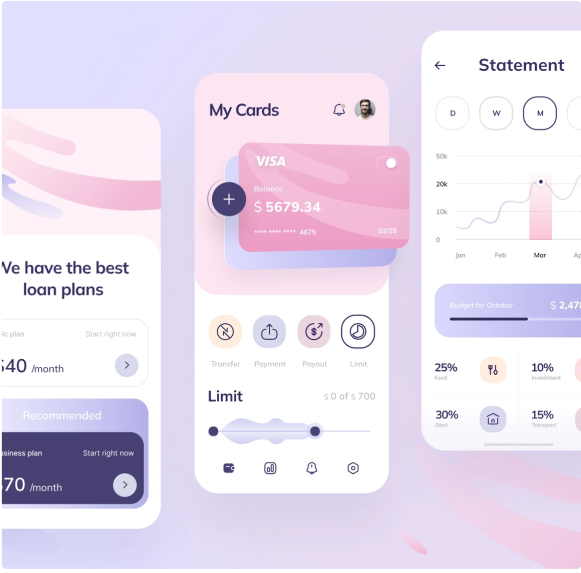 We have the best
loan plans
ic plan
Start right now
$40 /month
Recommended
usiness plan
Start right now
$70 /month
My Cards
VISA
Balance
$ 5679.34
**** **** **** 4675
03/25
Transfer
Payment
Payout
Limit
Limit
$ 0 of $ 700
Statement
D
W
M
50k
20k
10k
0
Jan
Feb
Mar
Ap
Budget for October
$ 2,478
25%
Food
10%
Investment
30%
Rent
15%
Transport